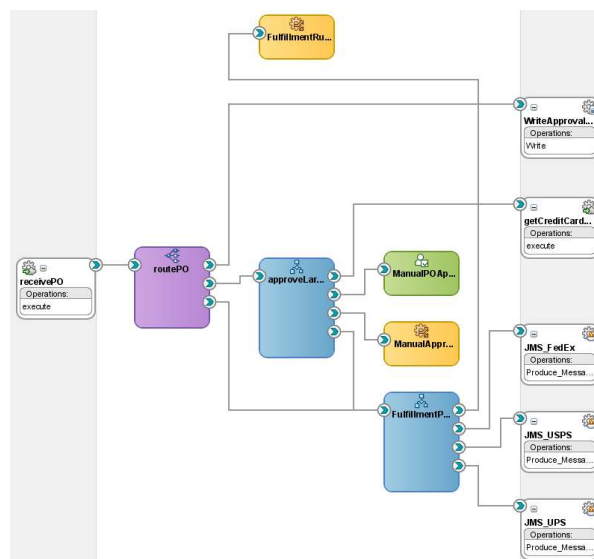 FulfillmentRu...
WriteApproval...
Operations:
Write
getCreditCard...
Operations:
execute
receivePO
Operations:
execute
routePO
approveLar...
ManualPOAp...
ManualAppr...
JMS_FedEx
Operations:
Produce_Messa...
FulfillmentP...
JMS_USPS
Operations:
Produce_Messa...
JMS_UPS
Operations:
Produce_Messa...